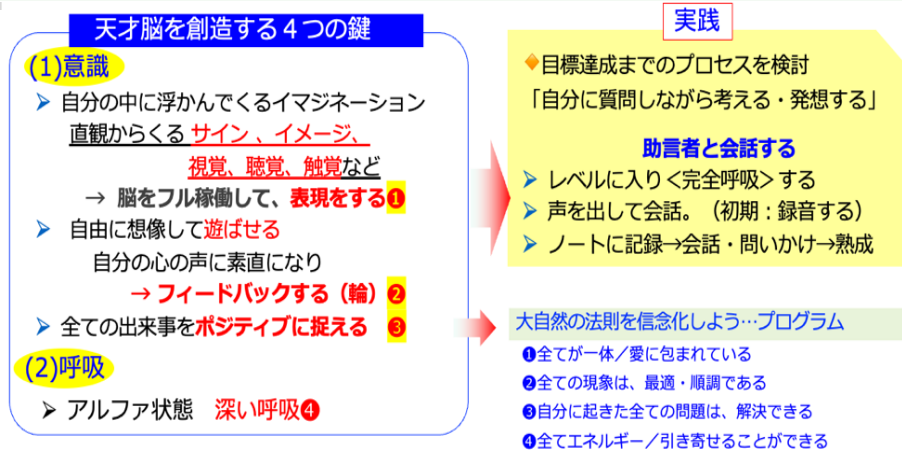 天才脳を創造する４つの鍵
(1)意識
➤ 自分の中に浮かんでくるイマジネーション
直観からくる サイン 、イメージ、
視覚、聴覚、触覚など
→ 脳をフル稼働して、表現をする❶
➤ 自由に想像して遊ばせる
自分の心の声に素直になり
→ フィードバックする（輪）❷
➤ 全ての出来事をポジティブに捉える ❸
(2)呼吸
➤ アルファ状態 深い呼吸❹
実践
◆目標達成までのプロセスを検討
「自分に質問しながら考える・発想する」
助言者と会話する
➤ レベルに入り＜完全呼吸＞する
➤ 声を出して会話。（初期：録音する）
➤ ノートに記録→会話・問いかけ→熟成
大自然の法則を信念化しよう…プログラム
❶全てが一体／愛に包まれている
❷全ての現象は、最適・順調である
❸自分に起きた全ての問題は、解決できる
❹全てエネルギー／引き寄せることができる